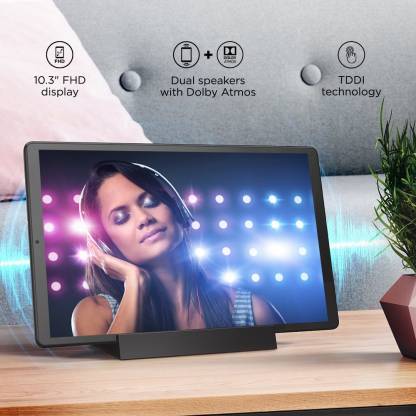 FHD
+
DOLBY
ATMOS
10.3" FHD
display
Dual speakers
with Dolby Atmos
TDDI
technology